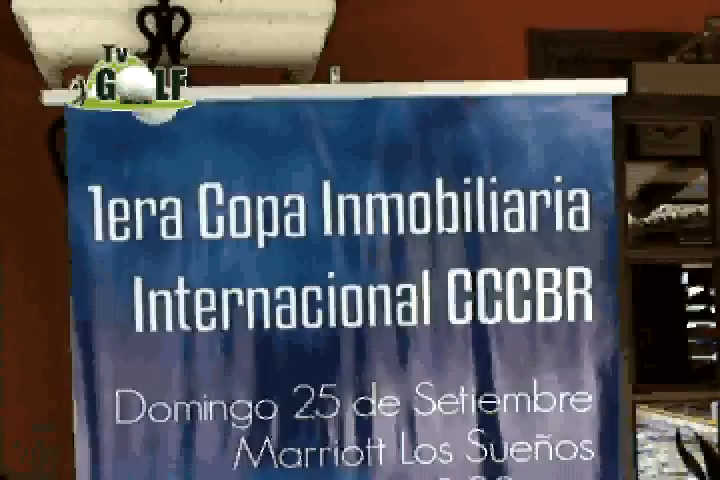 Tv
GOLF
1era Copa Inmobiliaria
Internacional CCCBR
Domingo 25 de Setiembre
Marriott Los Sueños